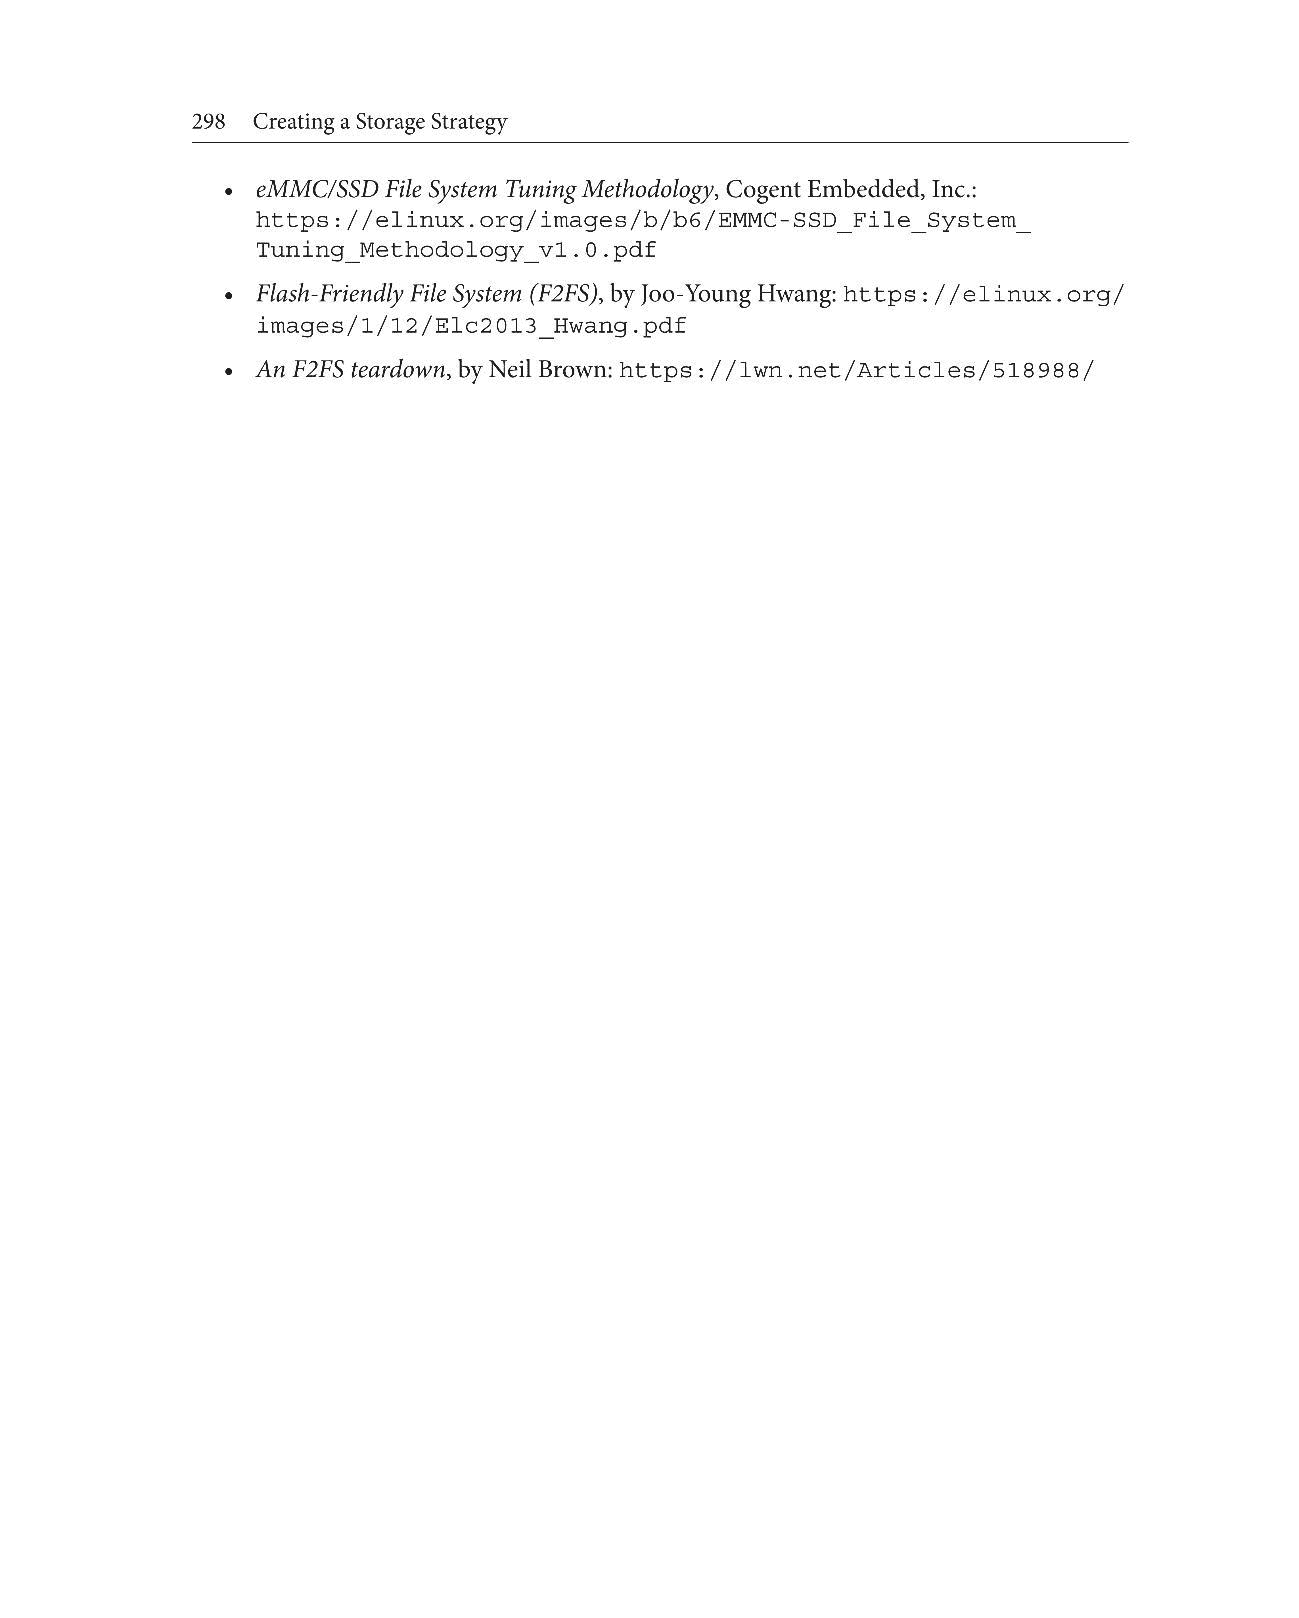 298 Creating a Storage Strategy
• eMMC/SSD File System Tuning Methodology, Cogent Embedded, Inc.:
https://elinux.org/images/b/b6/EMMC-SSD_File_System_
Tuning_Methodology_v1.0.pdf
• Flash-Friendly File System (F2FS), by Joo-Young Hwang: https://elinux.org/
images/1/12/Elc2013_Hwang.pdf
• An F2FS teardown, by Neil Brown: https://lwn.net/Articles/518988/